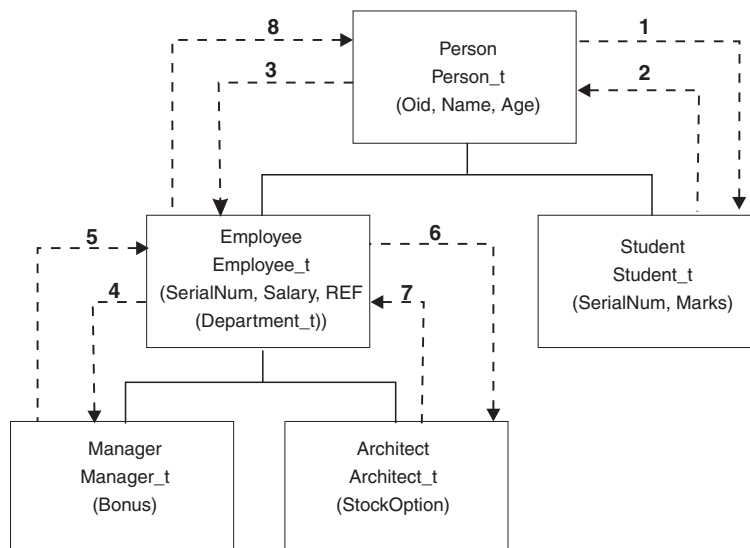 8
1
Person
3
2
Person_t
(Oid, Name, Age)
5
Employee
6
Student
Employee_t
Student_t
4
(SerialNum, Salary, REF
7
(SerialNum, Marks)
(Department_t))
Manager
Architect
Manager_t
Architect_t
(Bonus)
(StockOption)